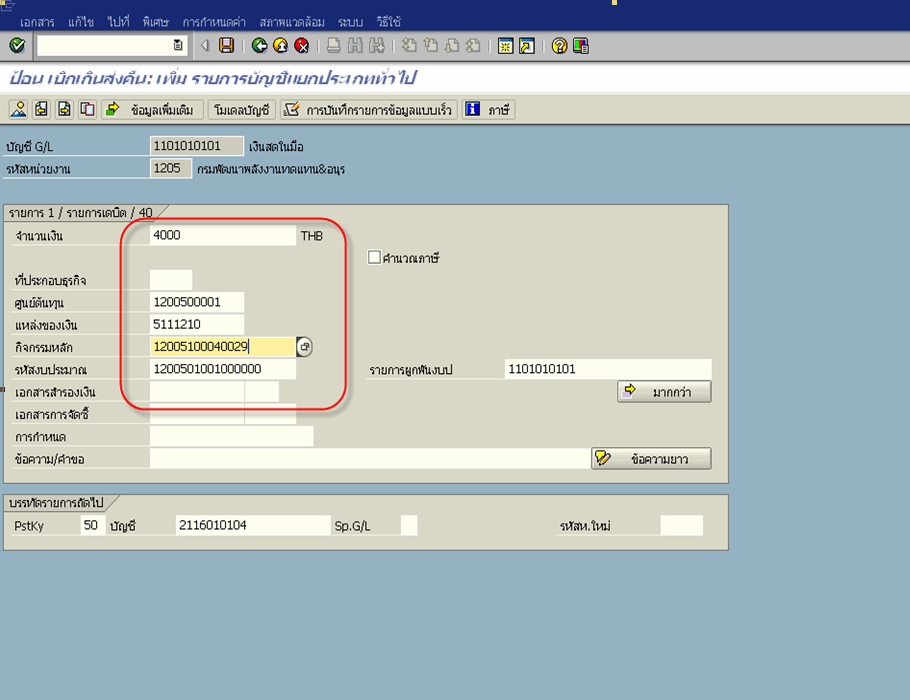 เอกสาร แก้ไข ไปที่ พิเศษ การกำหนดค่า สภาพแวดล้อม ระบบ วิธีใช้
ป้อน เบิกเกินส่งคืน: เพิ่ม รายการบัญชีแยกประเภททั่วไป
ข้อมูลเพิ่มเติม โมเดลบัญชี การบันทึกรายการข้อมูลแบบเร็ว ภาษี
บัญชี G/L 1101010101 เงินสดในมือ
รหัสหน่วยงาน 1205 กรมพัฒนาพลังงานทดแทน&อนุร
รายการ 1 / รายการเดบิต / 40
จำนวนเงิน 4000 THB
คำนวณภาษี
ที่ประกอบธุรกิจ
ศูนย์ต้นทุน 1200500001
แหล่งของเงิน 5111210
กิจกรรมหลัก 12005100040029
รหัสงบประมาณ 1200501001000000 รายการผูกพันงบป 1101010101
เอกสารสำรองเงิน มากกว่า
เอกสารการจัดซื้
การกำหนด
ข้อความ/คำขอ ข้อความยาว
บรรทัดรายการถัดไป
PstKy 50 บัญชี 2116010104 Sp.G/L รหัสห.ใหม่